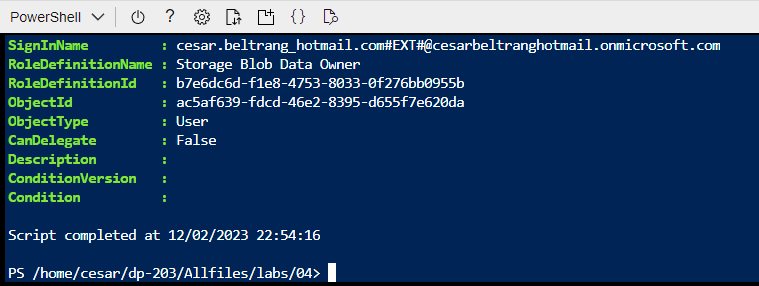 PowerShell
SignInName : cesar.beltrang_hotmail.com#EXT#@cesarbeltranghotmail.onmicrosoft.com
RoleDefinitionName : Storage Blob Data Owner
RoleDefinitionId : b7e6dc6d-f1e8-4753-8033-0f276bb0955b
ObjectId : ac5af639-fdcd-46e2-8395-d655f7e620da
ObjectType : User
CanDelegate : False
Description :
ConditionVersion :
Condition :
Script completed at 12/02/2023 22:54:16
PS /home/cesar/dp-203/Allfiles/labs/04>